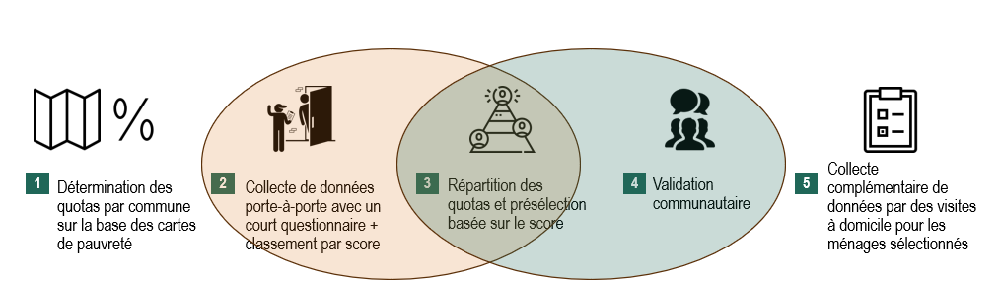 %
1
Détermination des
quotas par commune
sur la base des cartes
de pauvreté
2
Collecte de données
porte-à-porte avec un
court questionnaire +
classement par score
3
Répartition des
quotas et présélection
basée sur le score
4
Validation
communautaire
5
Collecte
complémentaire de
données par des visites
à domicile pour les
ménages sélectionnés